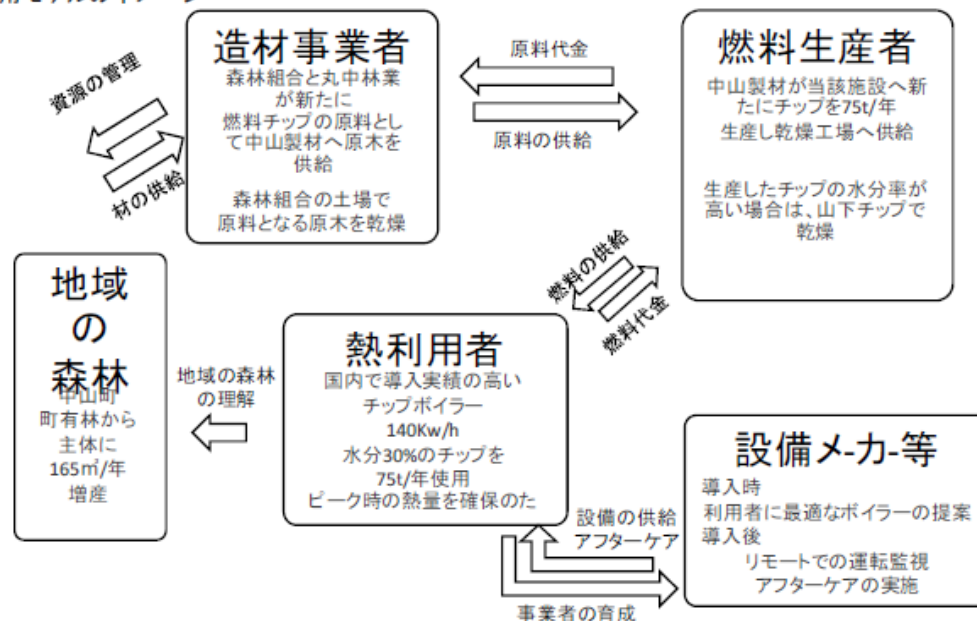 造材事業者
森林組合と丸中林業
が新たに
燃料チップの原料とし
て中山製材へ原木を
供給
森林組合の土場で
原料となる原木を乾燥
原料代金
原料の供給
燃料生産者
中山製材が当該施設へ新
たにチップを75t/年
生産し乾燥工場へ供給
生産したチップの水分率が
高い場合は、山下チップで
乾燥
資源の管理
材の供給
燃料の供給
燃料代金
地域
の
森林
中山町
町有林から
主体に
165㎥/年
増産
地域の森林
の理解
熱利用者
国内で導入実績の高い
チップボイラー
140Kw/h
水分30%のチップを
75t/年使用
ピーク時の熱量を確保のた
設備の供給
アフターケア
事業者の育成
設備メ-カ-等
導入時
利用者に最適なボイラーの提案
導入後
リモートでの運転監視
アフターケアの実施